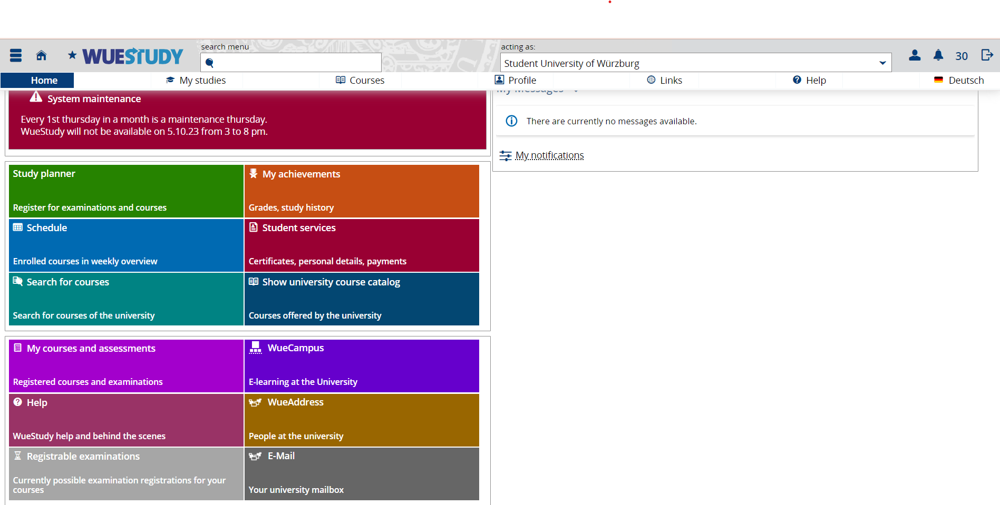 search menu
acting as:
WUESTUDY
Student University of Würzburg
30
Home
My studies
Courses
Profile
Links
Help
Deutsch
System maintenance
Every 1st thursday in a month is a maintenance thursday.
WueStudy will not be available on 5.10.23 from 3 to 8 pm.
My Messages
There are currently no messages available.
My notifications
Study planner
Register for examinations and courses
My achievements
Grades, study history
Schedule
Enrolled courses in weekly overview
Student services
Certificates, personal details, payments
Search for courses
Search for courses of the university
Show university course catalog
Courses offered by the university
My courses and assessments
Registered courses and examinations
WueCampus
E-learning at the University
Help
WueStudy help and behind the scenes
WueAddress
People at the university
Registrable examinations
Currently possible examination registrations for your
courses
E-Mail
Your university mailbox